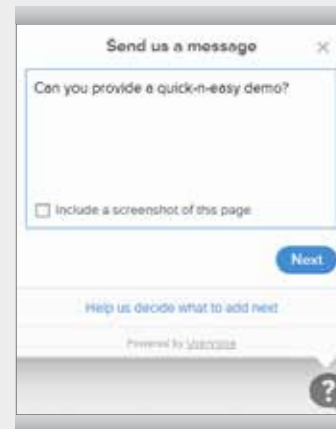 Send us a message ×
Can you provide a quick-n-easy demo?
Include a screenshot of this page
Next
Help us decide what to add next
Powered by UserVoice
?